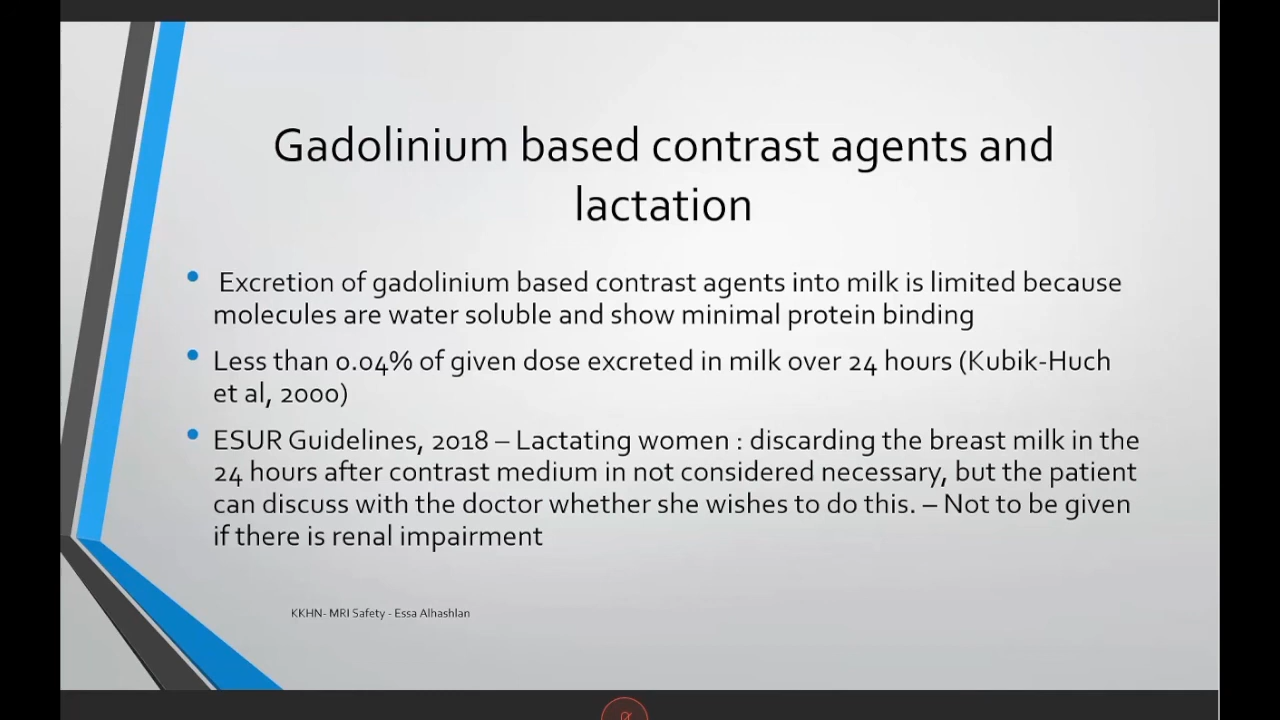 Gadolinium based contrast agents and
lactation
• Excretion of gadolinium based contrast agents into milk is limited because
molecules are water soluble and show minimal protein binding
• Less than 0.04% of given dose excreted in milk over 24 hours (Kubik-Huch
et al, 2000)
• ESUR Guidelines, 2018 – Lactating women : discarding the breast milk in the
24 hours after contrast medium in not considered necessary, but the patient
can discuss with the doctor whether she wishes to do this. – Not to be given
if there is renal impairment
KKHN- MRI Safety - Essa Alhashlan